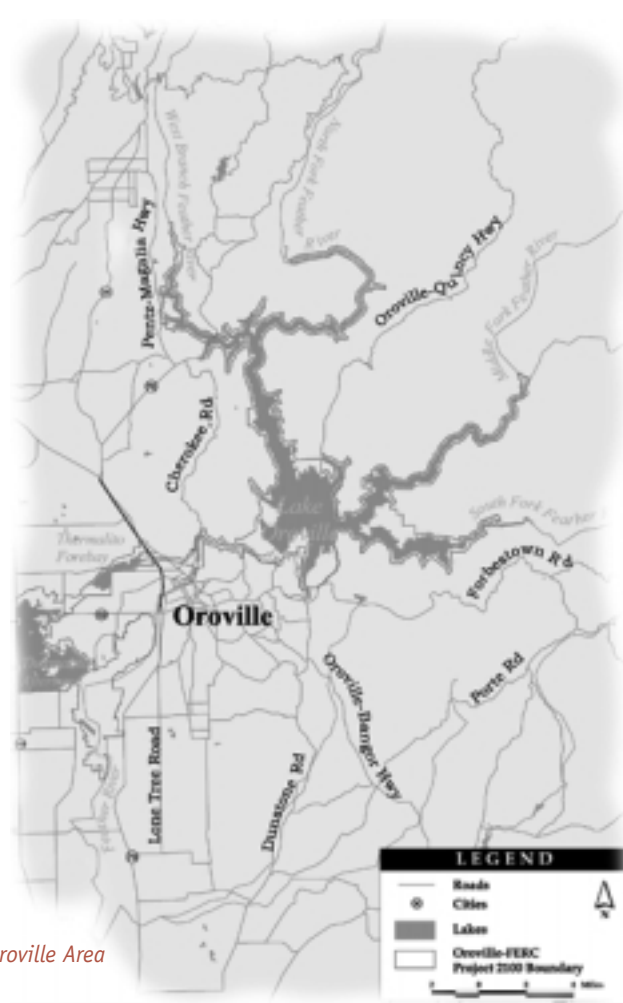 West Branch Feather River
North Fork Feather
River
Pentz-Magalia Hwy
Oroville-Quincy Hwy
Middle Fork Feather River
Cherokee Rd
Lake
Oroville
South Fork Feather
Thermalito
Forebay
Forbestown Rd
Oroville
Oroville-Bangor Hwy
Lone Tree Road
Dunstone Rd
Feather River
LEGEND
Roads
Cities
N
Lakes
Oroville-FERC
Project 2100 Boundary
Miles
roville Area